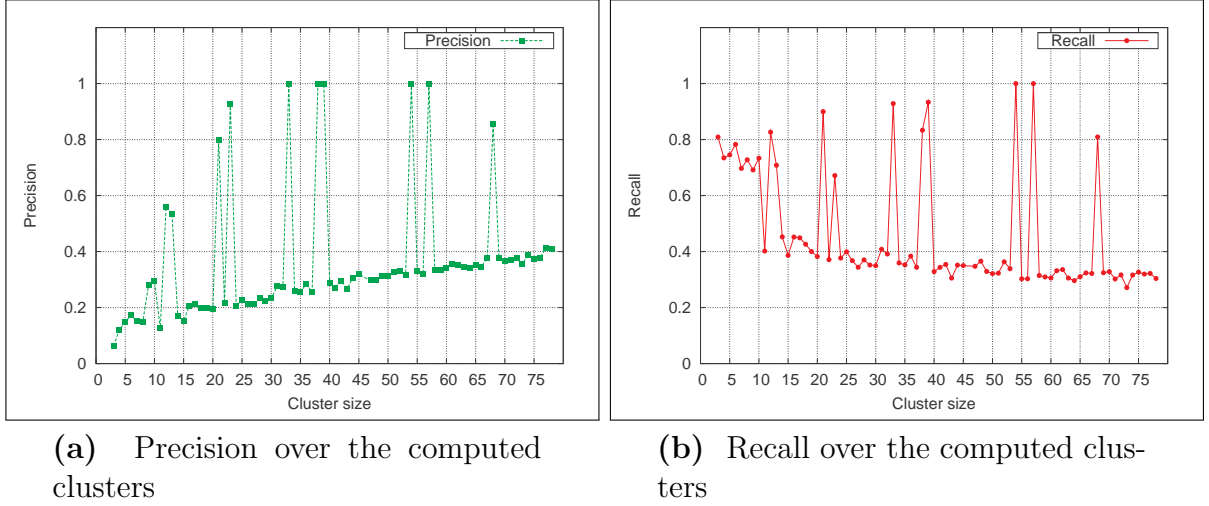 Precision
1
0.8
0.6
0.4
0.2
0
Precision
0 5 10 15 20 25 30 35 40 45 50 55 60 65 70 75
Cluster size
(a) Precision over the computed
clusters
Recall
1
0.8
0.6
0.4
0.2
0
Recall
0 5 10 15 20 25 30 35 40 45 50 55 60 65 70 75
Cluster size
(b) Recall over the computed clus-
ters